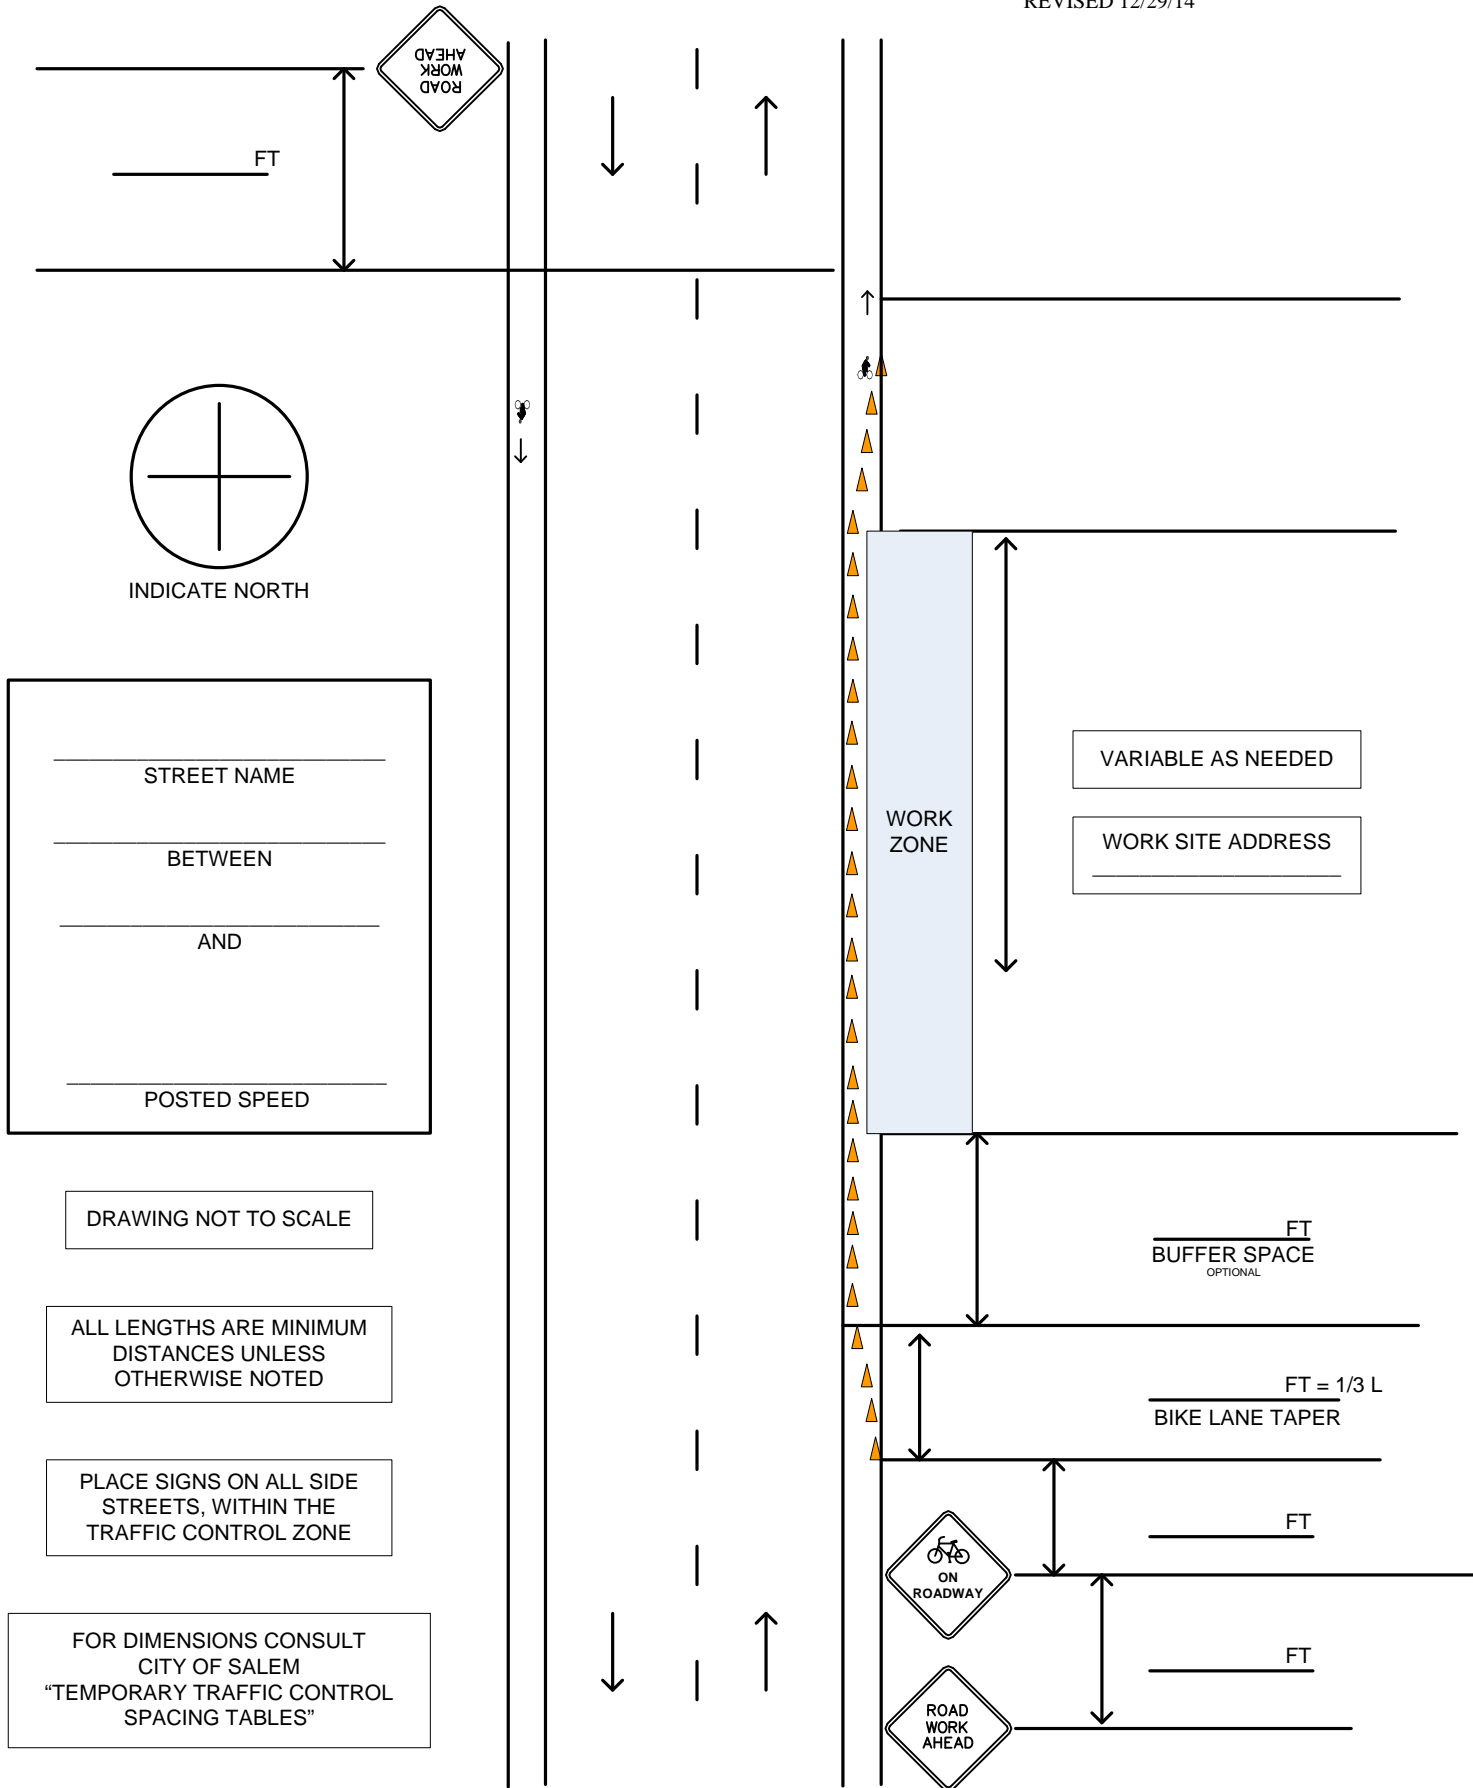 REVISED 12/29/14
ROAD
WORK
AHEAD
FT
INDICATE NORTH
STREET NAME
BETWEEN
AND
POSTED SPEED
WORK
ZONE
VARIABLE AS NEEDED
WORK SITE ADDRESS
DRAWING NOT TO SCALE
FT
BUFFER SPACE
OPTIONAL
ALL LENGTHS ARE MINIMUM
DISTANCES UNLESS
OTHERWISE NOTED
FT = 1/3 L
BIKE LANE TAPER
PLACE SIGNS ON ALL SIDE
STREETS, WITHIN THE
TRAFFIC CONTROL ZONE
FT
ON
ROADWAY
FOR DIMENSIONS CONSULT
CITY OF SALEM
“TEMPORARY TRAFFIC CONTROL
SPACING TABLES”
FT
ROAD
WORK
AHEAD